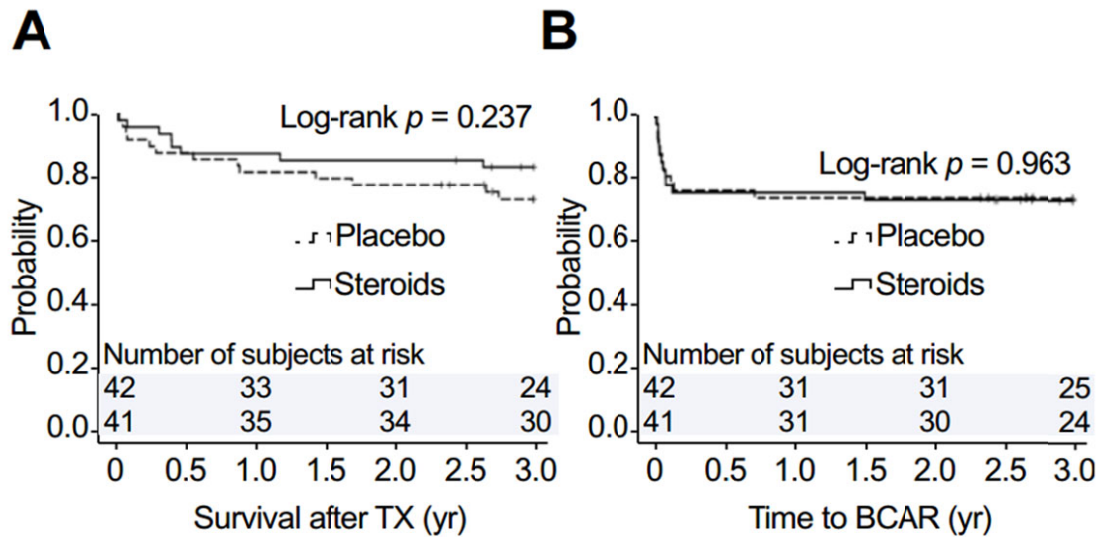 A
1.0
0.8
0.6
0.4
0.2
0.0
Probability
Log-rank p = 0.237
Placebo
Steroids
Number of subjects at risk
42 33 31 24
41 35 34 30
0 0.5 1.0 1.5 2.0 2.5 3.0
Survival after TX (yr)
B
1.0
0.8
0.6
0.4
0.2
0.0
Probability
Log-rank p = 0.963
Placebo
Steroids
Number of subjects at risk
42 31 31 25
41 31 30 24
0 0.5 1.0 1.5 2.0 2.5 3.0
Time to BCAR (yr)